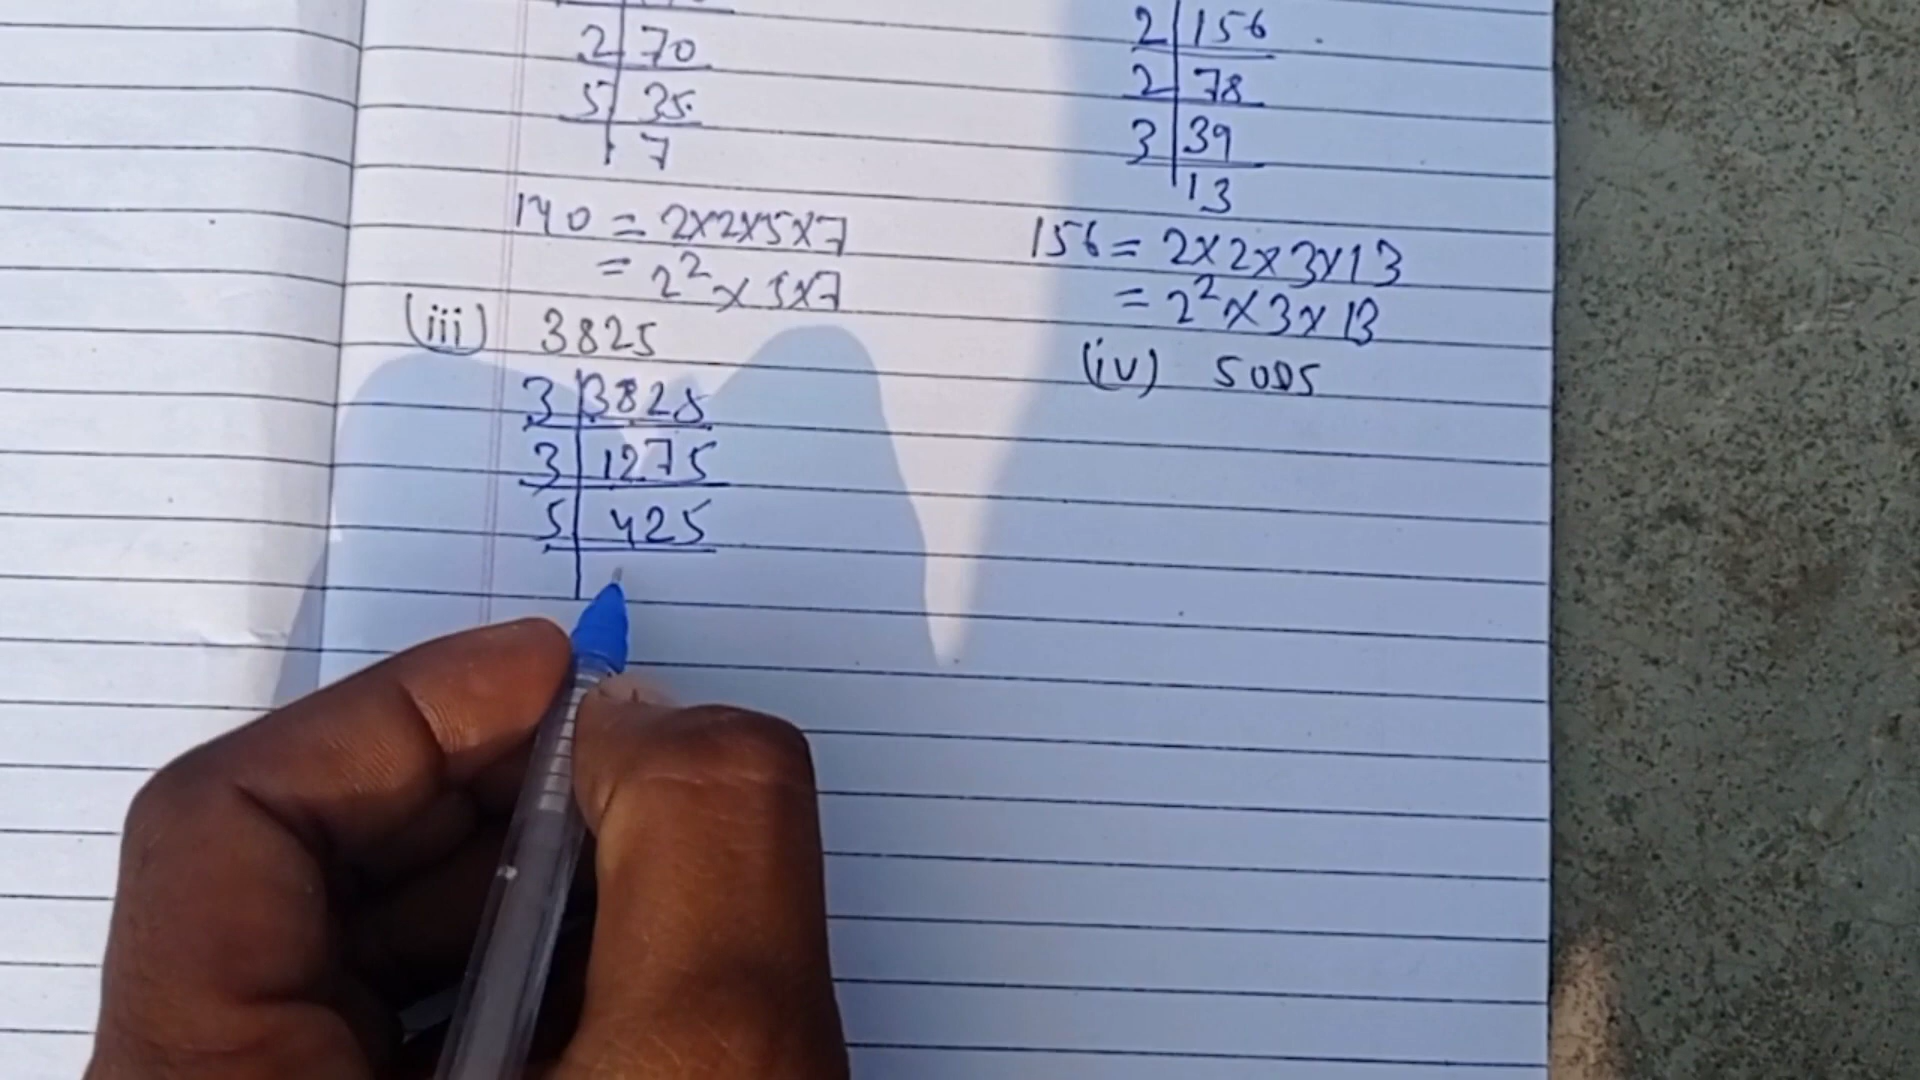 2 70
5 35
7
140 = 2×2×5×7
= 2² × 5×7
2 156
2 78
3 39
13
156 = 2×2×3×13
= 2²×3×13
(iii) 3825
3 3825
3 1275
5 425
(iv) 5005